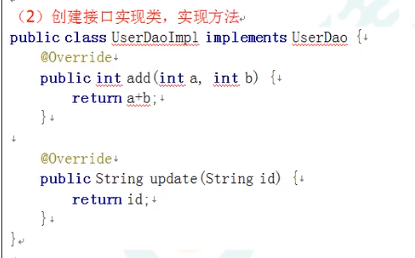 （2）创建接口实现类，实现方法
public class UserDaoImpl implements UserDao {
@Override
public int add(int a, int b) {
return a+b;
}
@Override
public String update(String id) {
return id;
}
}